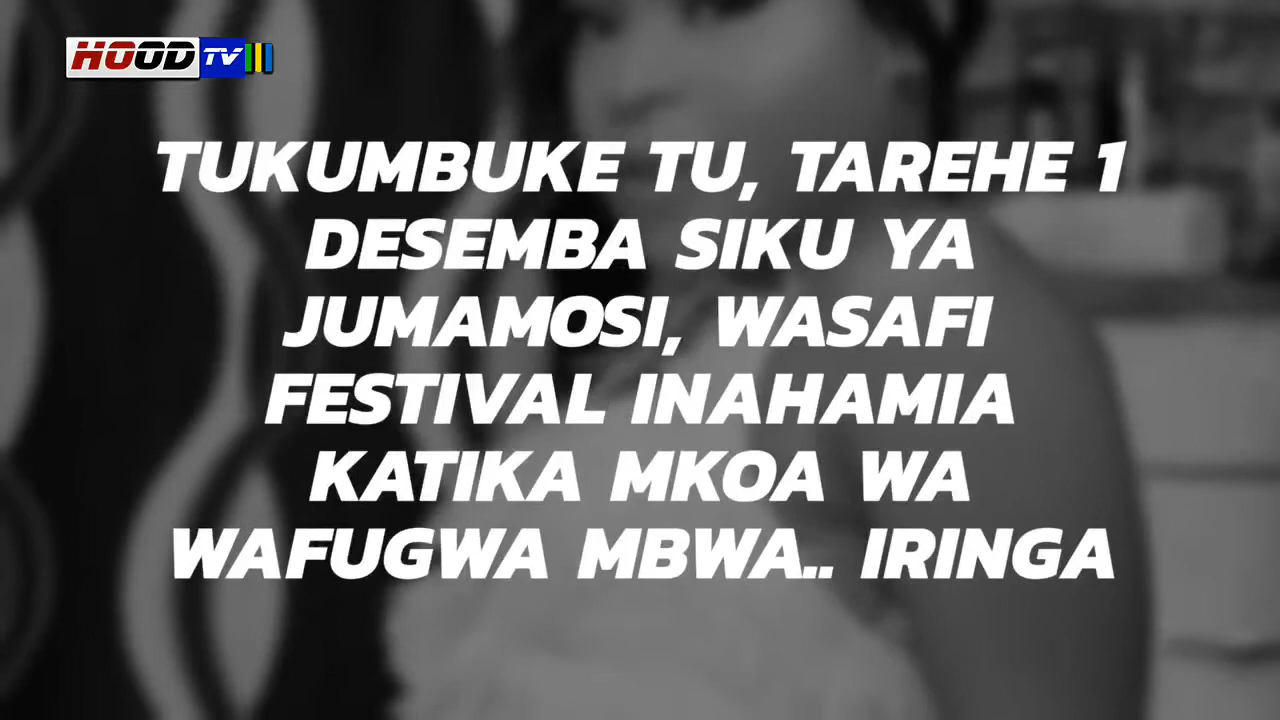 HOOD TV
TUKUMBUKE TU, TAREHE 1
DESEMBA SIKU YA
JUMAMOSI, WASAFI
FESTIVAL INAHAMIA
KATIKA MKOA WA
WAFUGWA MBWA.. IRINGA